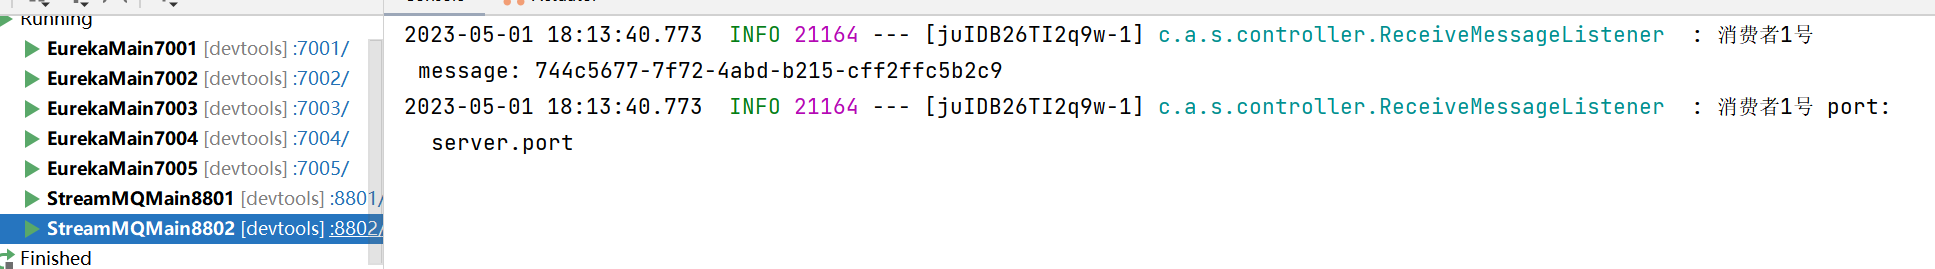 Running
EurekaMain7001 [devtools] :7001/
EurekaMain7002 [devtools] :7002/
EurekaMain7003 [devtools] :7003/
EurekaMain7004 [devtools] :7004/
EurekaMain7005 [devtools] :7005/
StreamMQMain8801 [devtools] :8801/
StreamMQMain8802 [devtools] :8802/
Finished
2023-05-01 18:13:40.773  INFO 21164 --- [juIDB26TI2q9w-1] c.a.s.controller.ReceiveMessageListener  : 消费者1号
message: 744c5677-7f72-4abd-b215-cff2ffc5b2c9
2023-05-01 18:13:40.773  INFO 21164 --- [juIDB26TI2q9w-1] c.a.s.controller.ReceiveMessageListener  : 消费者1号 port:
server.port